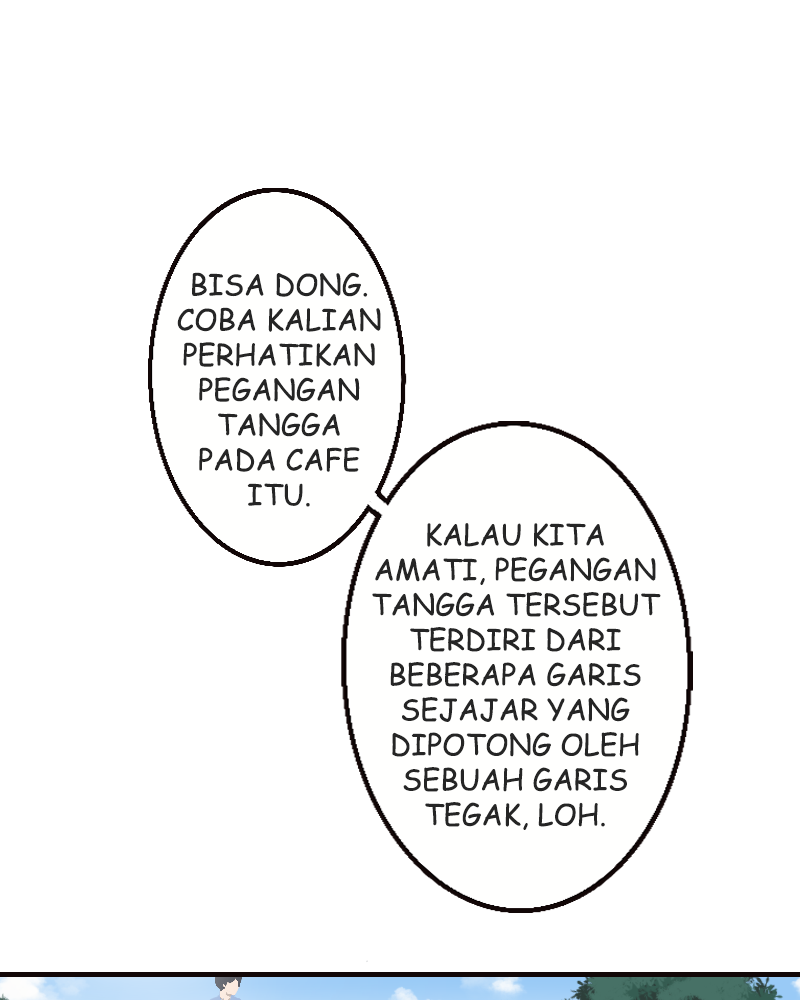 BISA DONG.
COBA KALIAN
PERHATIKAN
PEGANGAN
TANGGA
PADA CAFE
ITU.
KALAU KITA
AMATI, PEGANGAN
TANGGA TERSEBUT
TERDIRI DARI
BEBERAPA GARIS
SEJAJAR YANG
DIPOTONG OLEH
SEBUAH GARIS
TEGAK, LOH.